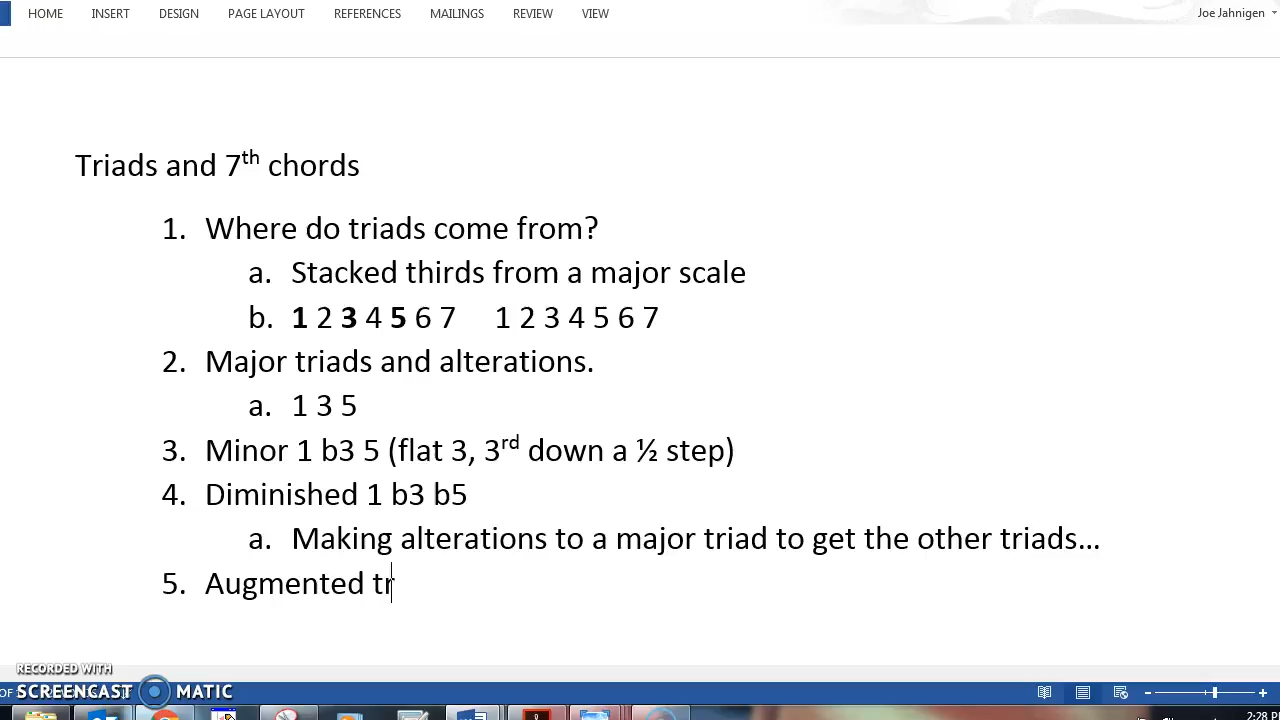 HOME INSERT DESIGN PAGE LAYOUT REFERENCES MAILINGS REVIEW VIEW Joe Jahnigen
Triads and 7th chords
1. Where do triads come from?
a. Stacked thirds from a major scale
b. 1 2 3 4 5 6 7 1 2 3 4 5 6 7
2. Major triads and alterations.
a. 1 3 5
3. Minor 1 b3 5 (flat 3, 3rd down a ½ step)
4. Diminished 1 b3 b5
a. Making alterations to a major triad to get the other triads…
5. Augmented tr
RECORDED WITH
SCREENCAST MATIC
2:28 P